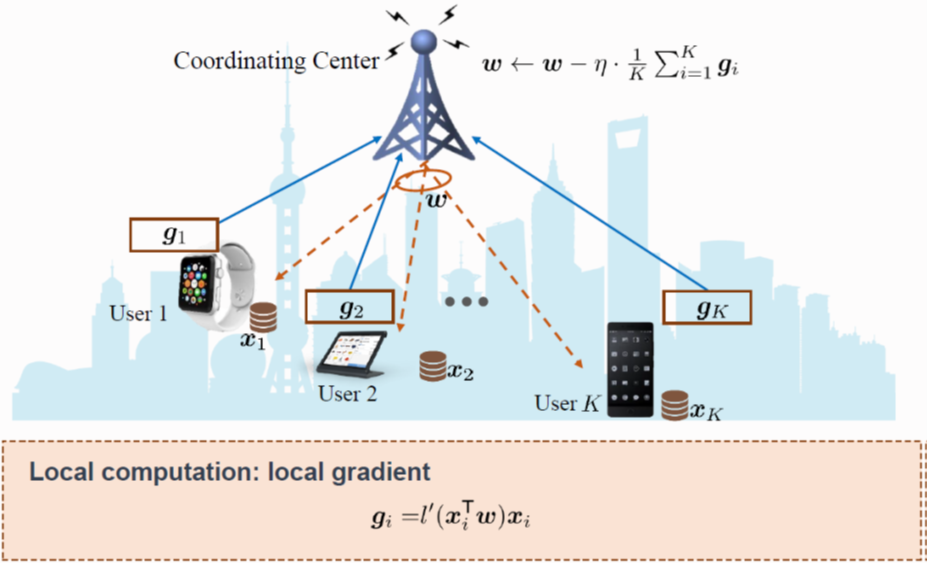 Coordinating Center
w ← w − η · 1/K ∑_{i=1}^{K} g_i
w
g_1
User 1
x_1
g_2
User 2
x_2
...
g_K
User K
x_K
Local computation: local gradient
g_i = l′(x_i^T w)x_i